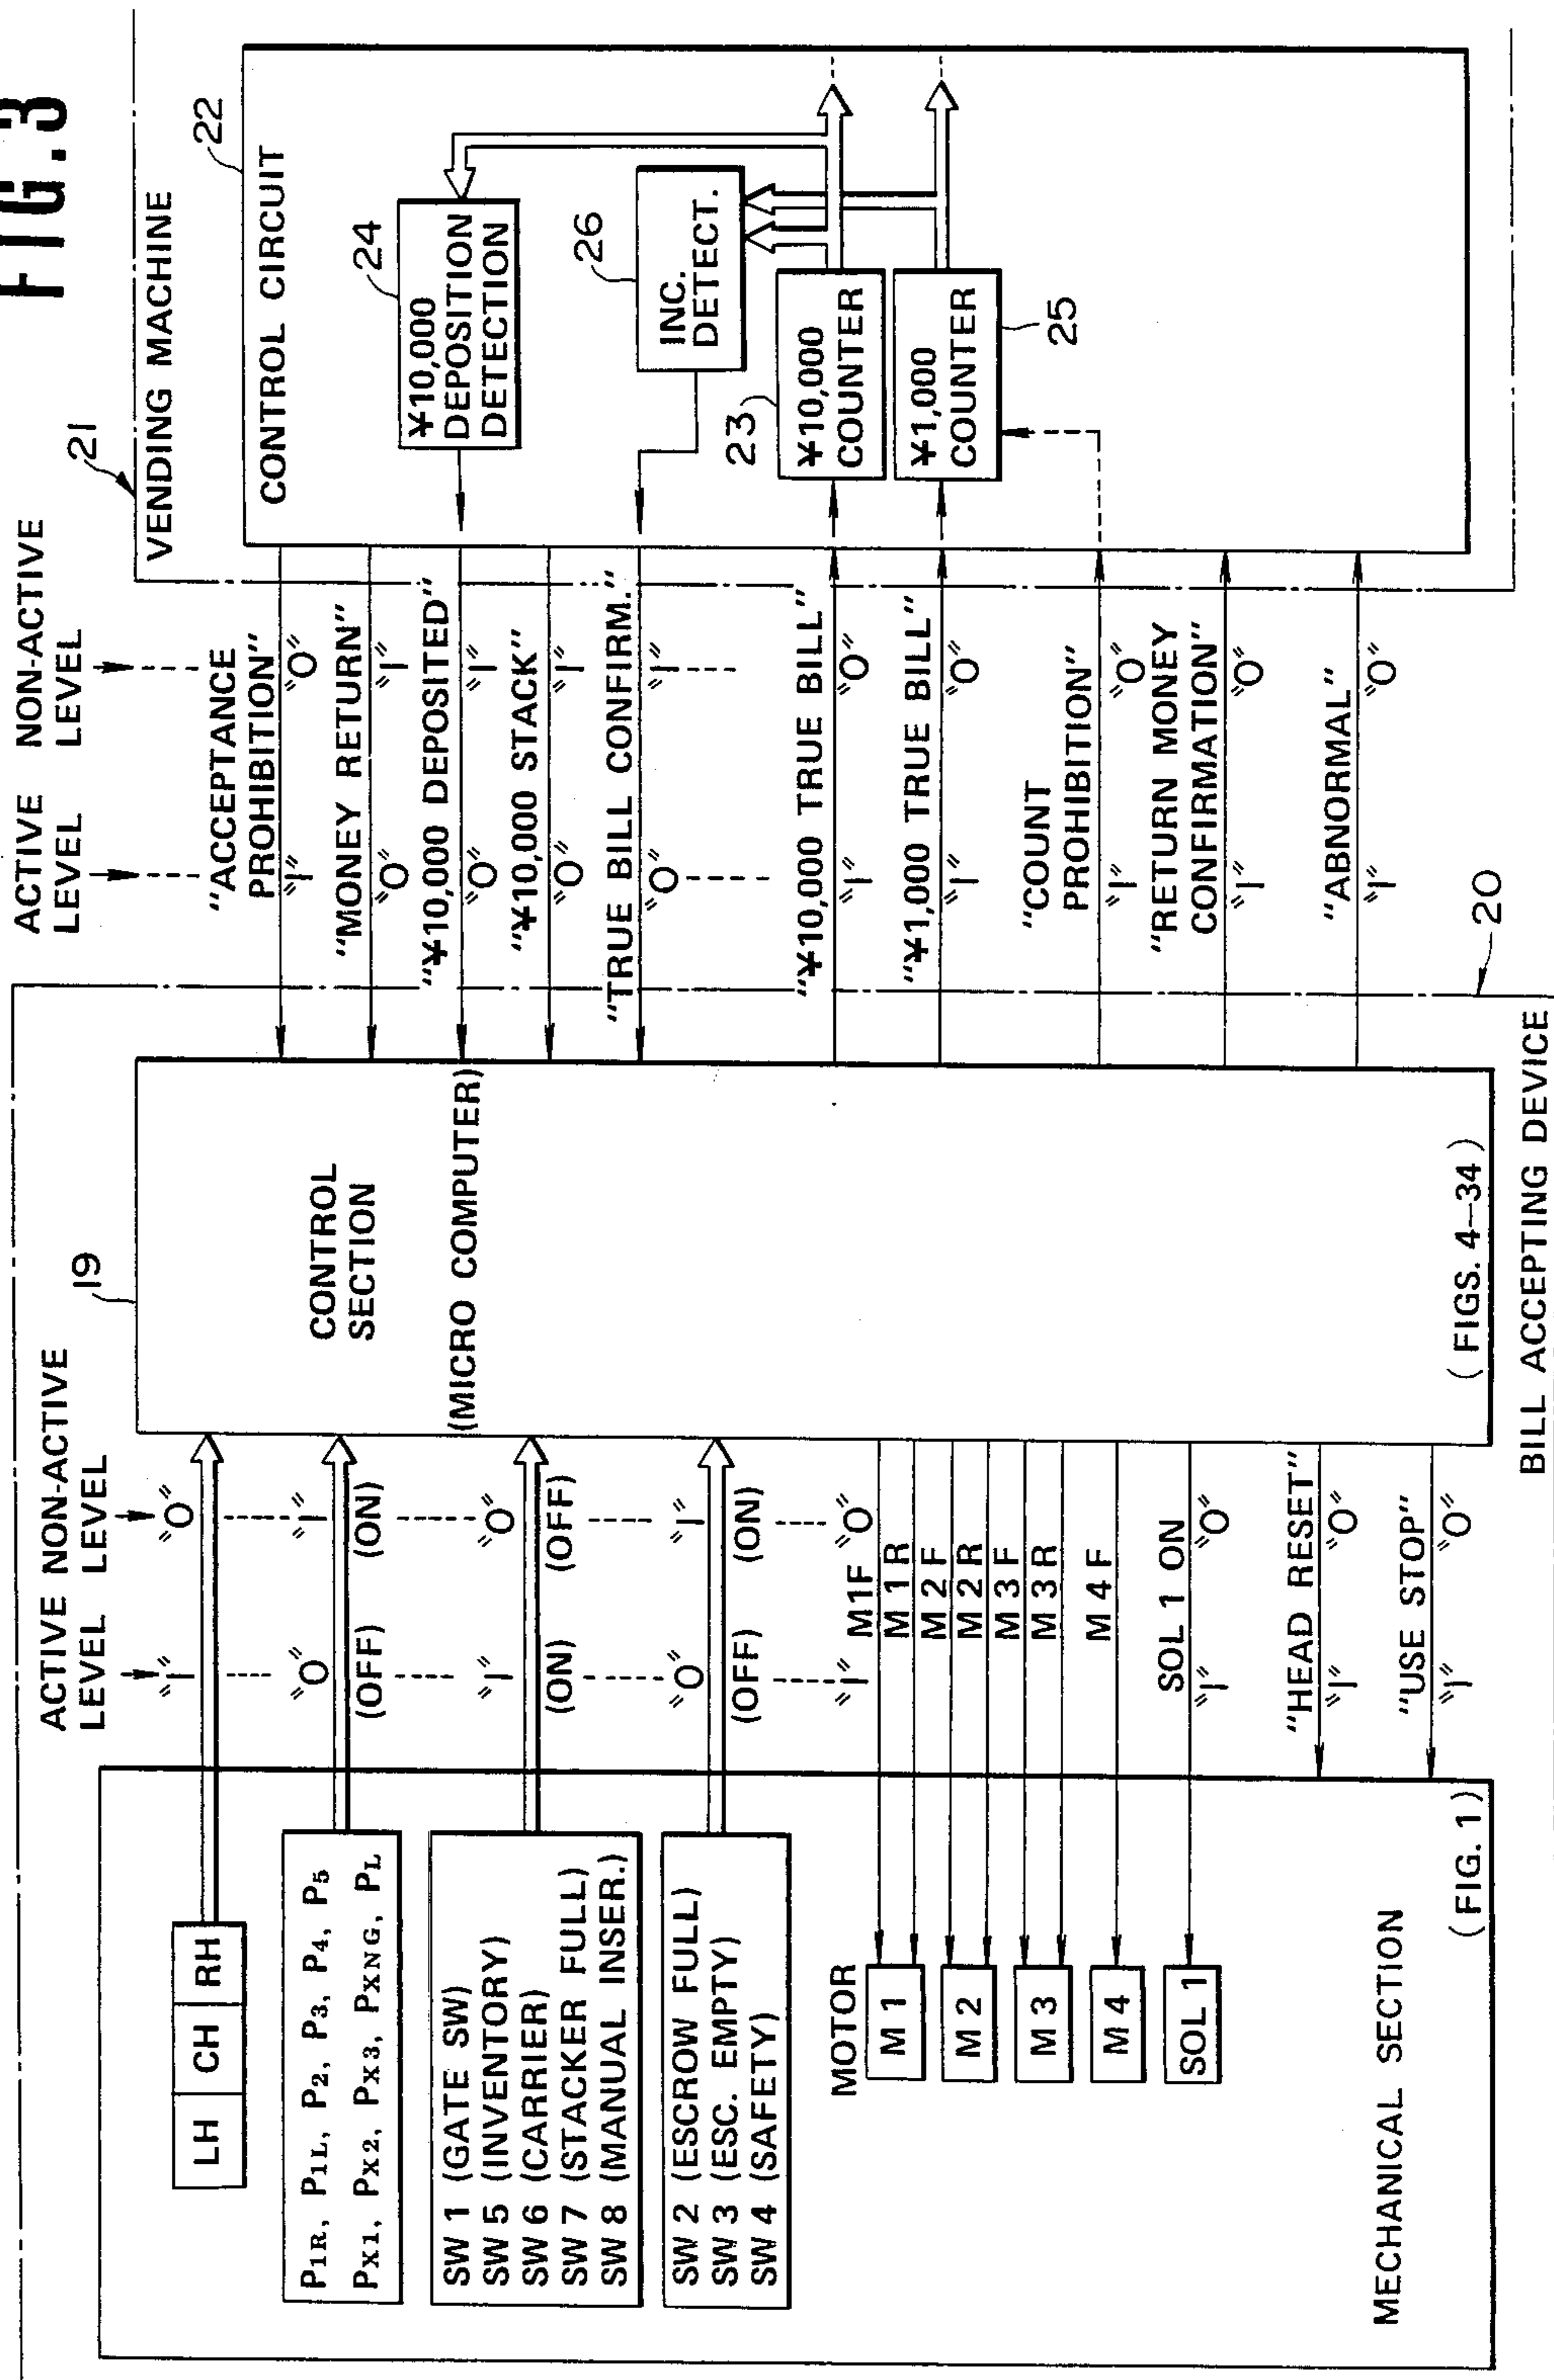 FIG.3
ACTIVE NON-ACTIVE
LEVEL LEVEL
"1" "0"
LH CH RH
P1R, P1L, P2, P3, P4, P5
PX1, PX2, PX3, PXNG, PL
"0" "1"
(OFF) (ON)
SW 1 (GATE SW)
SW 5 (INVENTORY)
SW 6 (CARRIER)
SW 7 (STACKER FULL)
SW 8 (MANUAL INSER.)
"1" "0"
(ON) (OFF)
SW 2 (ESCROW FULL)
SW 3 (ESC. EMPTY)
SW 4 (SAFETY)
"0" "1"
(OFF) (ON)
MOTOR
"1" "0"
M 1
M1F
M1R
M 2
M2F
M2R
M 3
M3F
M3R
M 4
M4F
SOL 1
SOL 1 ON
"1" "0"
"HEAD RESET"
"1" "0"
"USE STOP"
"1" "0"
MECHANICAL SECTION
(FIG. 1)
19
CONTROL
SECTION
(MICRO COMPUTER)
(FIGS. 4–34)
BILL ACCEPTING DEVICE
20
ACTIVE NON-ACTIVE
LEVEL LEVEL
"ACCEPTANCE
PROHIBITION"
"1" "0"
"MONEY RETURN"
"0" "1"
"¥10,000 DEPOSITED"
"0" "1"
"¥10,000 STACK"
"0" "1"
"TRUE BILL CONFIRM."
"0" "1"
"¥10,000 TRUE BILL"
"1" "0"
"¥1,000 TRUE BILL"
"1" "0"
"COUNT
PROHIBITION"
"1" "0"
"RETURN MONEY
CONFIRMATION"
"1" "0"
"ABNORMAL"
"1" "0"
21
VENDING MACHINE
22
CONTROL CIRCUIT
24
¥10,000
DEPOSITION
DETECTION
26
INC.
DETECT.
23
¥10,000
COUNTER
¥1,000
COUNTER
25